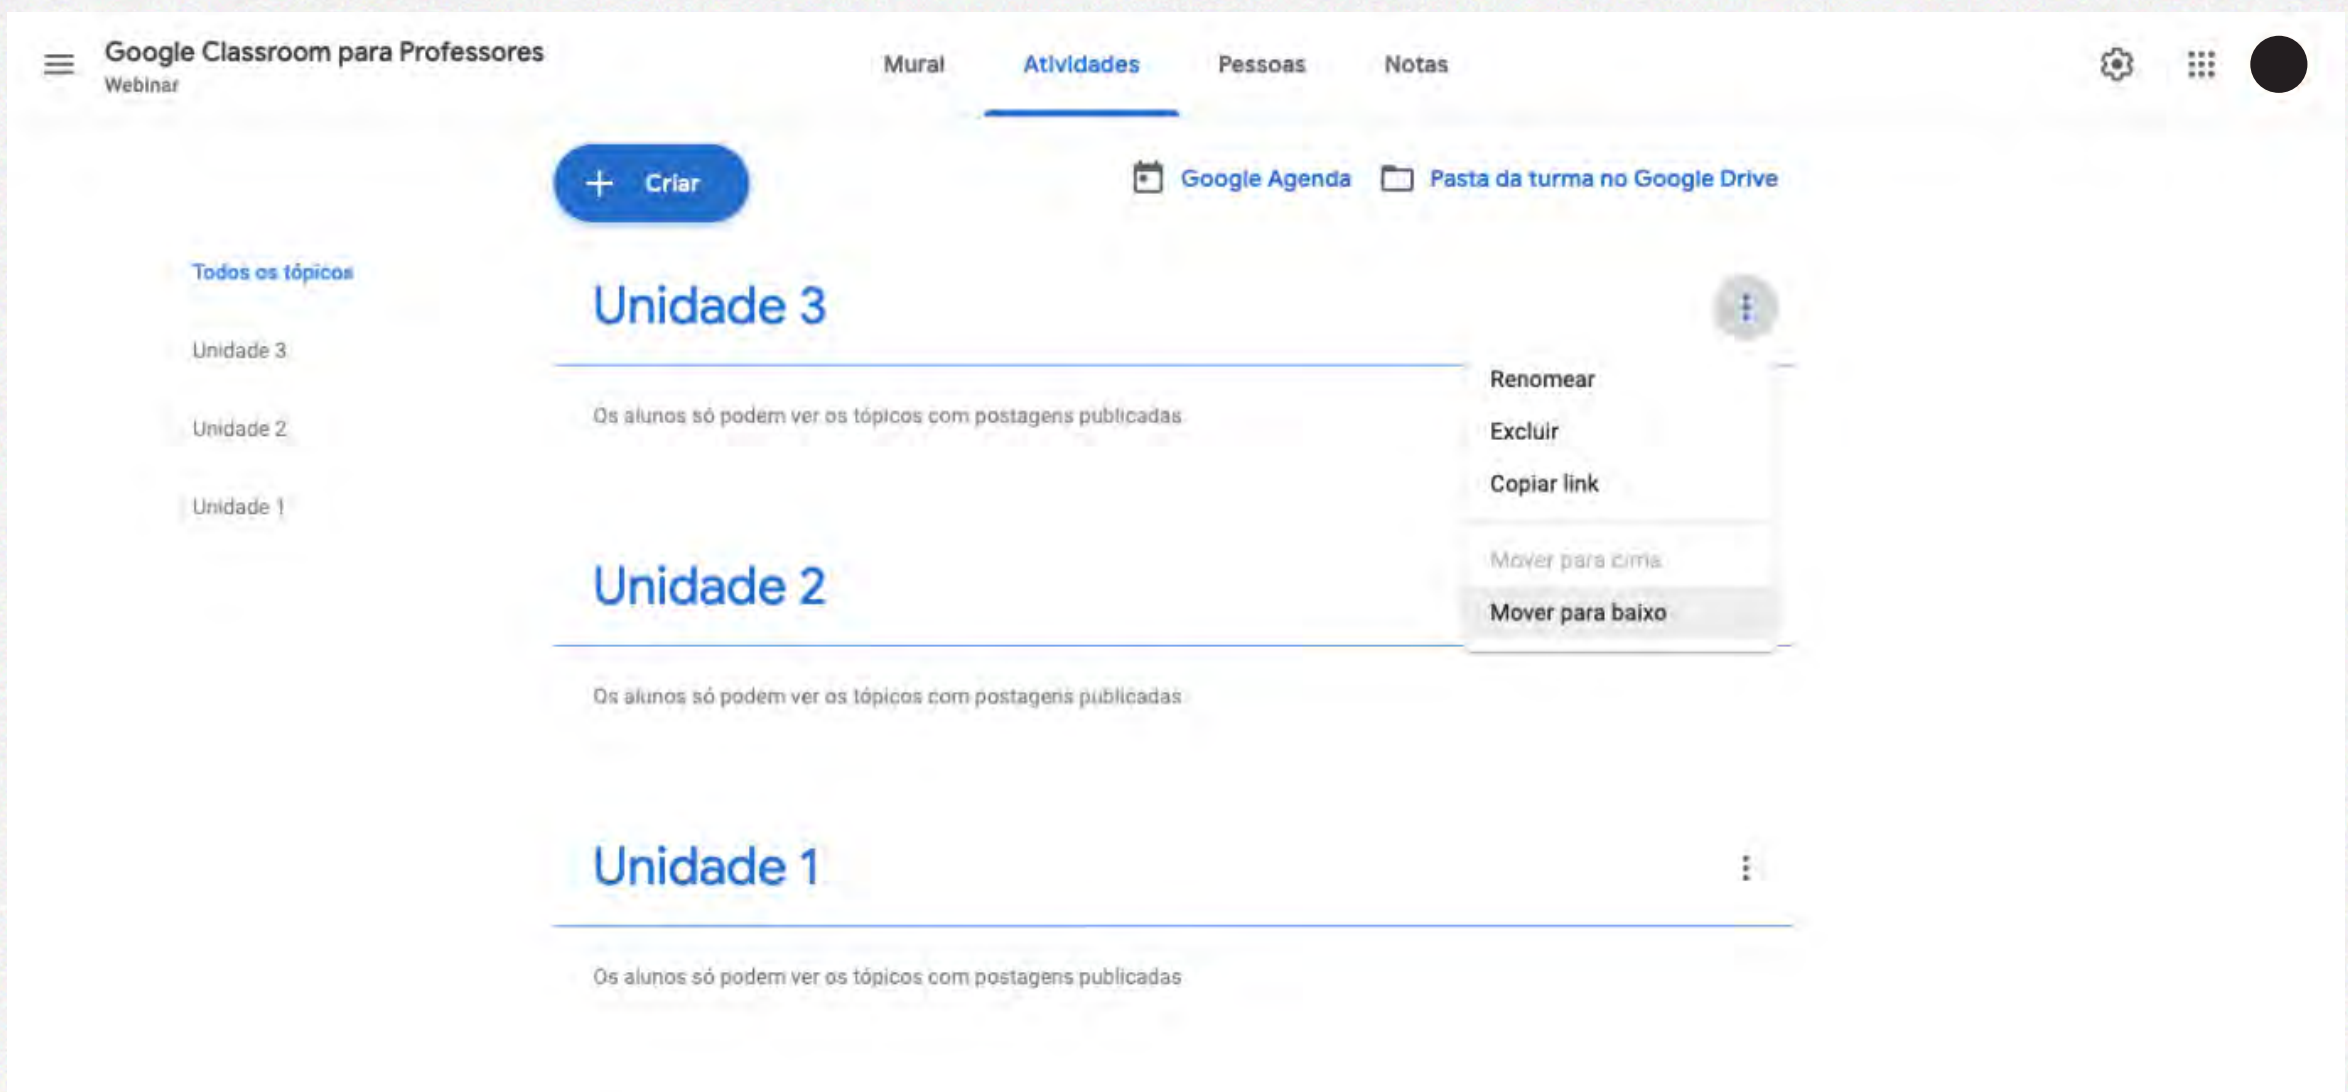 Google Classroom para Professores
Webinar
Mural
Atividades
Pessoas
Notas
Criar
Google Agenda
Pasta da turma no Google Drive
Todos os tópicos
Unidade 3
Unidade 2
Unidade 1
Unidade 3
Os alunos só podem ver os tópicos com postagens publicadas
Renomear
Excluir
Copiar link
Mover para cima
Mover para baixo
Unidade 2
Os alunos só podem ver os tópicos com postagens publicadas
Unidade 1
Os alunos só podem ver os tópicos com postagens publicadas